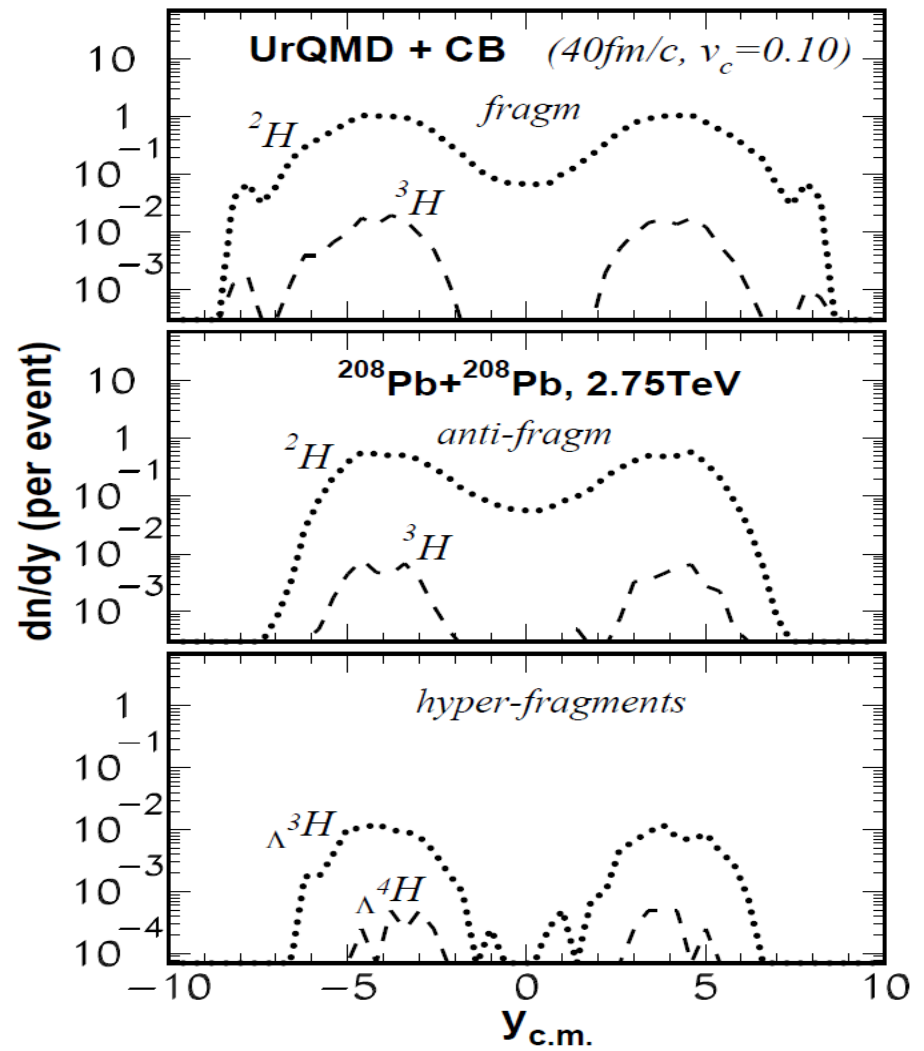 UrQMD + CB (40fm/c, v_c=0.10)
fragm
²H
³H
10
1
10⁻¹
10⁻²
10⁻³
dn/dy (per event)
²⁰⁸Pb+²⁰⁸Pb, 2.75TeV
anti-fragm
²H
³H
10
1
10⁻¹
10⁻²
10⁻³
hyper-fragments
Λ³H
Λ⁴H
1
10⁻¹
10⁻²
10⁻³
10⁻⁴
10⁻⁵
−10 −5 0 5 10
y_c.m.